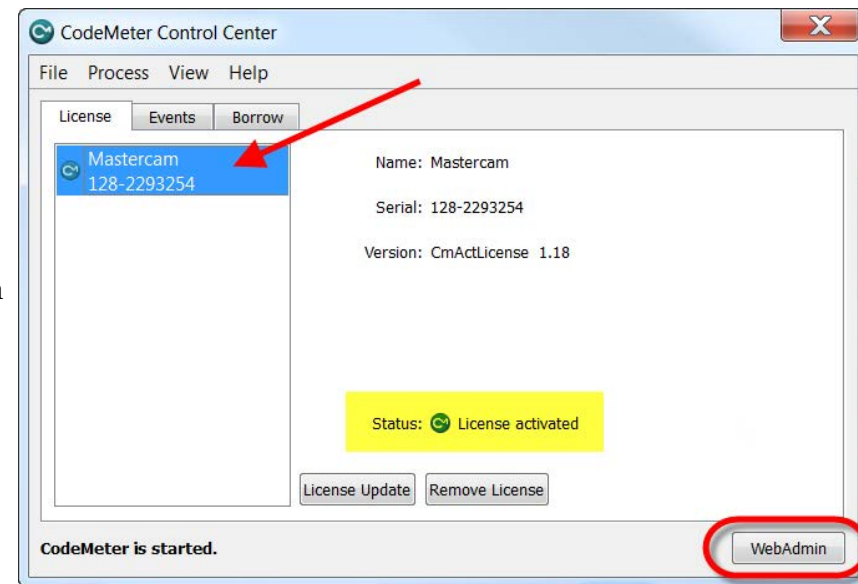 CodeMeter Control Center
File Process View Help
License Events Borrow
Mastercam
128-2293254
Name: Mastercam
Serial: 128-2293254
Version: CmActLicense 1.18
Status: License activated
License Update Remove License
CodeMeter is started.
WebAdmin